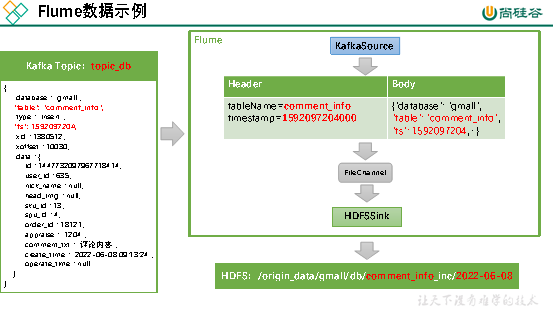 Flume数据示例
尚硅谷
Kafka Topic: topic_db
{
"database": "gmall",
"table": "comment_info",
"type": "insert",
"ts": 1592097204,
"xid": 1380512,
"xoffset": 10030,
"data": {
"id": 1447732097967718414,
"user_id": 635,
"nick_name": null,
"head_img": null,
"sku_id": 13,
"spu_id": 4,
"order_id": 18121,
"appraise": "1204",
"comment_txt": "评论内容",
"create_time": "2022-06-08 09:13:24",
"operate_time": null
}
}
Flume
KafkaSource
Header
Body
tableName=comment_info
timestamp=1592097204000
{"database": "gmall",
"table": "comment_info",
"ts": 1592097204,…}
FileChannel
HDFSSink
HDFS: /origin_data/gmall/db/comment_info_inc/2022-06-08
让天下没有难学的技术